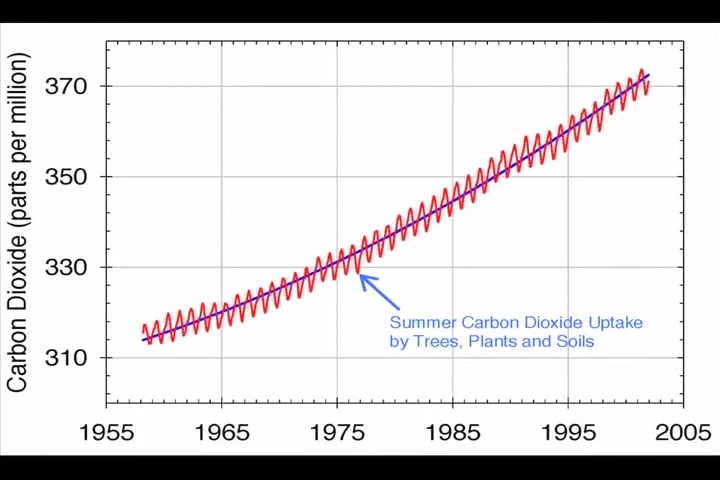 Carbon Dioxide (parts per million)
370
350
330
310
Summer Carbon Dioxide Uptake
by Trees, Plants and Soils
1955 1965 1975 1985 1995 2005